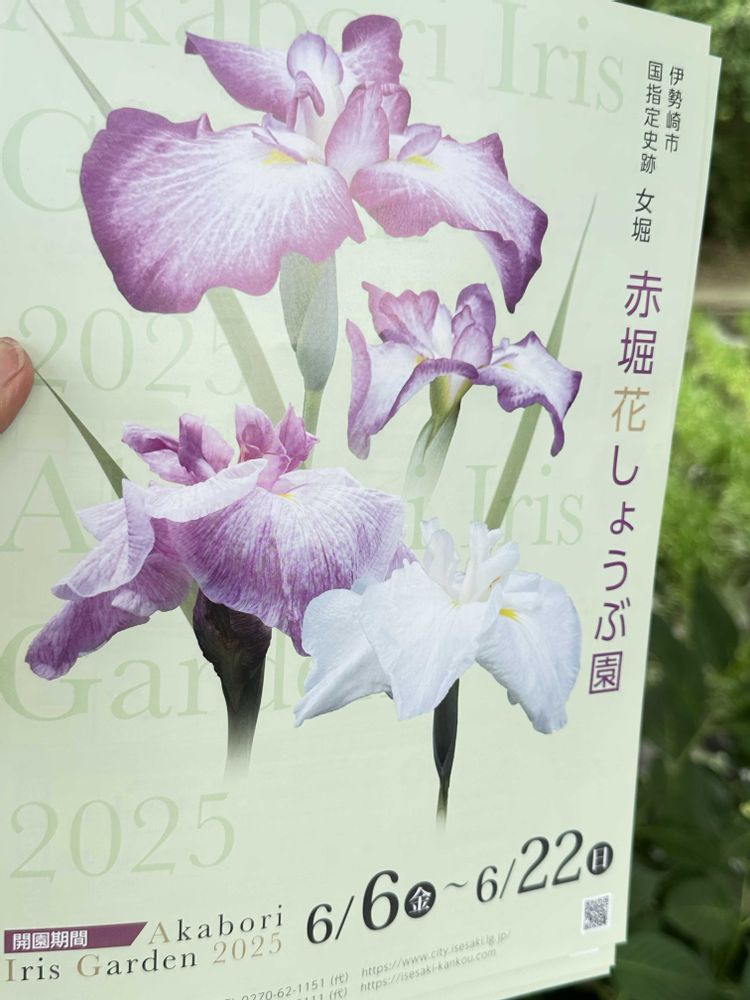 Akabori Iris
Garden
2025
Akabori Iris
Garden
2025
伊勢崎市
国指定史跡 女堀
赤堀花しょうぶ園
開園期間
Akabori
Iris Garden 2025
6/6金~6/22日
0270-62-1151(代) https://www.city.isesaki.lg.jp/
https://isesaki-kankou.com